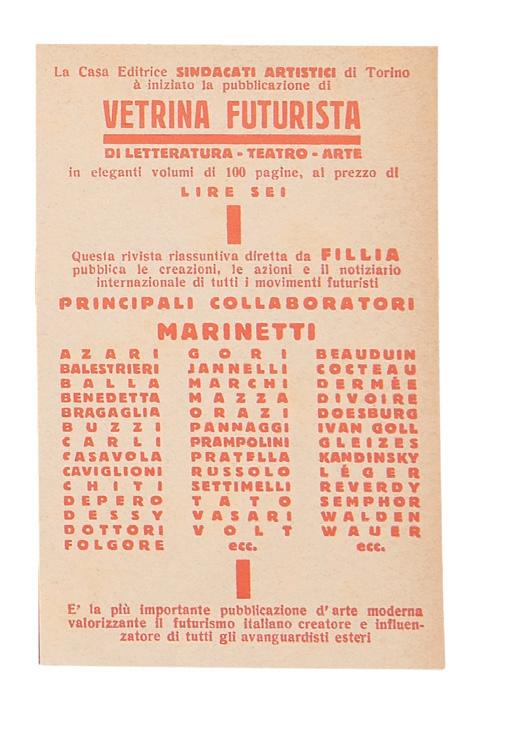 La Casa Editrice SINDACATI ARTISTICI di Torino
à iniziato la pubblicazione di
VETRINA FUTURISTA
DI LETTERATURA - TEATRO - ARTE
in eleganti volumi di 100 pagine, al prezzo di
LIRE SEI
Questa rivista riassuntiva diretta da FILLIA
pubblica le creazioni, le azioni e il notiziario
internazionale di tutti i movimenti futuristi
PRINCIPALI COLLABORATORI
MARINETTI
AZARI GORI BEAUDUIN
BALESTRIERI JANNELLI COCTEAU
BALLA MARCHI DERMÉE
BENEDETTA MAZZA DIVOIRE
BRAGAGLIA ORAZI DOESBURG
BUZZI PANNAGGI IVAN GOLL
CARLI PRAMPOLINI GLEIZES
CASAVOLA PRATELLA KANDINSKY
CAVIGLIONI RUSSOLO LÉGER
CHITI SETTIMELLI REVERDY
DEPERO TATO SEMPHOR
DESSY VASARI WALDEN
DOTTORI VOLT WAUER
FOLGORE ecc. ecc.
E' la più importante pubblicazione d'arte moderna
valorizzante il futurismo italiano creatore e influen-
zatore di tutti gli avanguardisti esteri